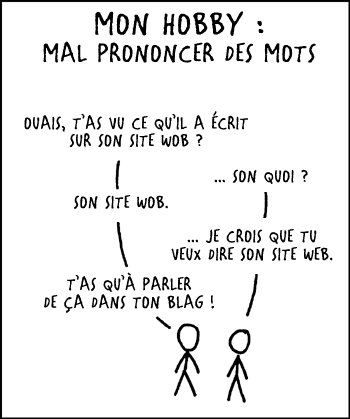 MON HOBBY :
MAL PRONONCER DES MOTS
OUAIS, T'AS VU CE QU'IL A ÉCRIT
SUR SON SITE WOB ?
... SON QUOI ?
SON SITE WOB.
... JE CROIS QUE TU
VEUX DIRE SON SITE WEB.
T'AS QU'À PARLER
DE ÇA DANS TON BLAG !